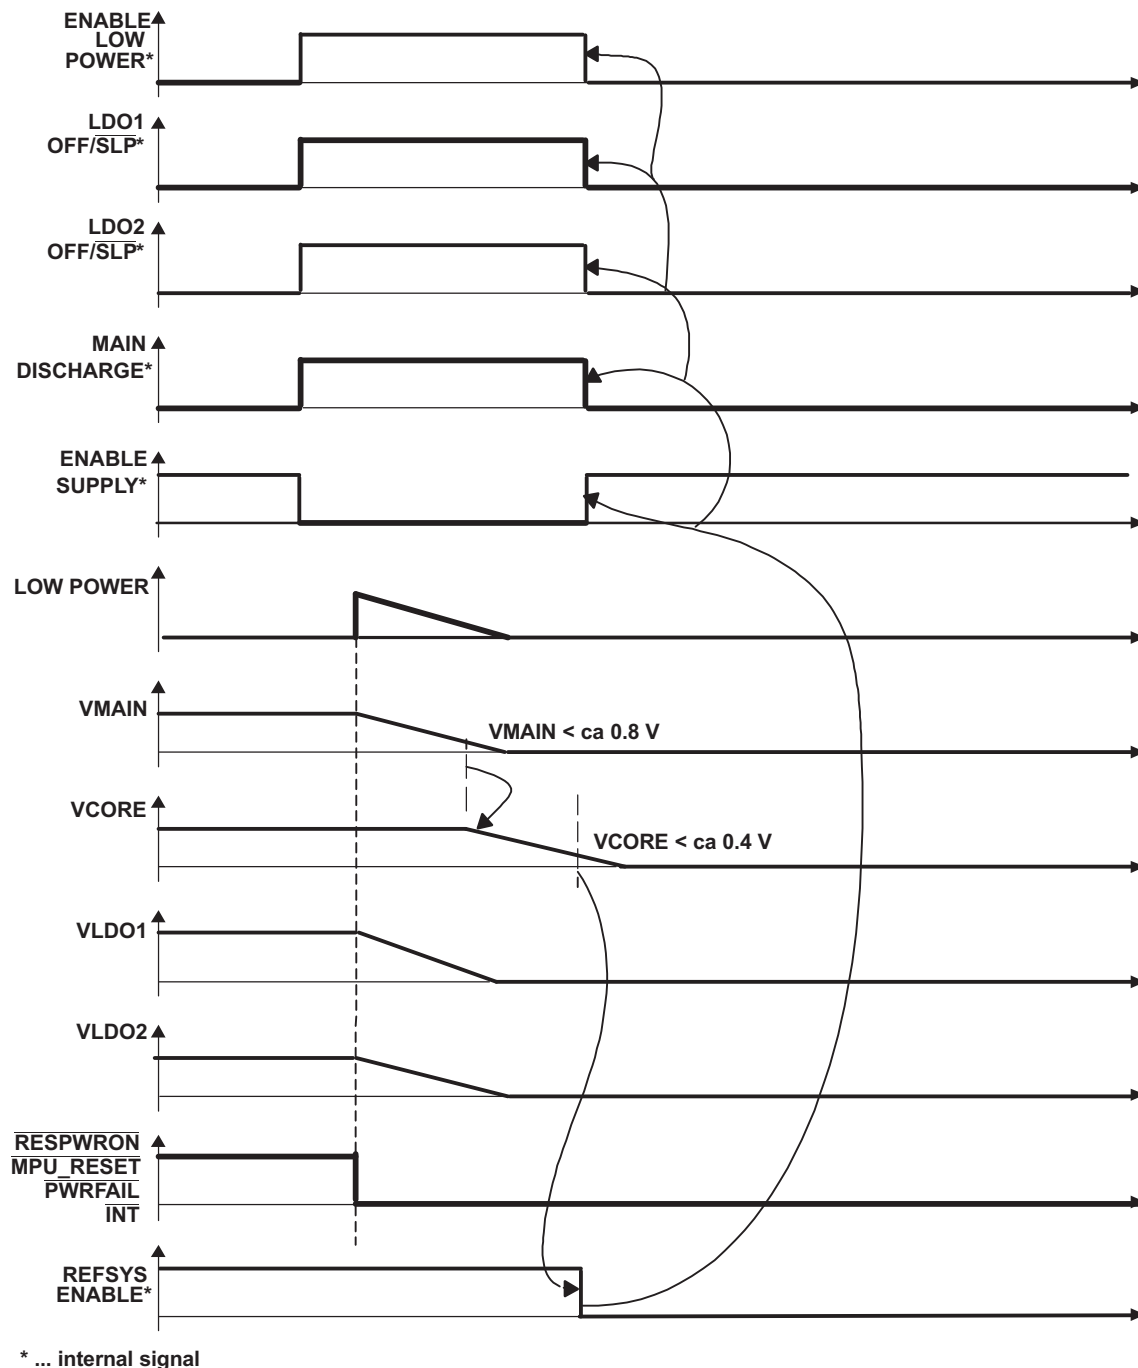 ENABLE
LOW
POWER*
LDO1
OFF/SLP*
LDO2
OFF/SLP*
MAIN
DISCHARGE*
ENABLE
SUPPLY*
LOW POWER
VMAIN
VMAIN < ca 0.8 V
VCORE
VCORE < ca 0.4 V
VLDO1
VLDO2
RESPWRON
MPU_RESET
PWRFAIL
INT
REFSYS
ENABLE*
* ... internal signal